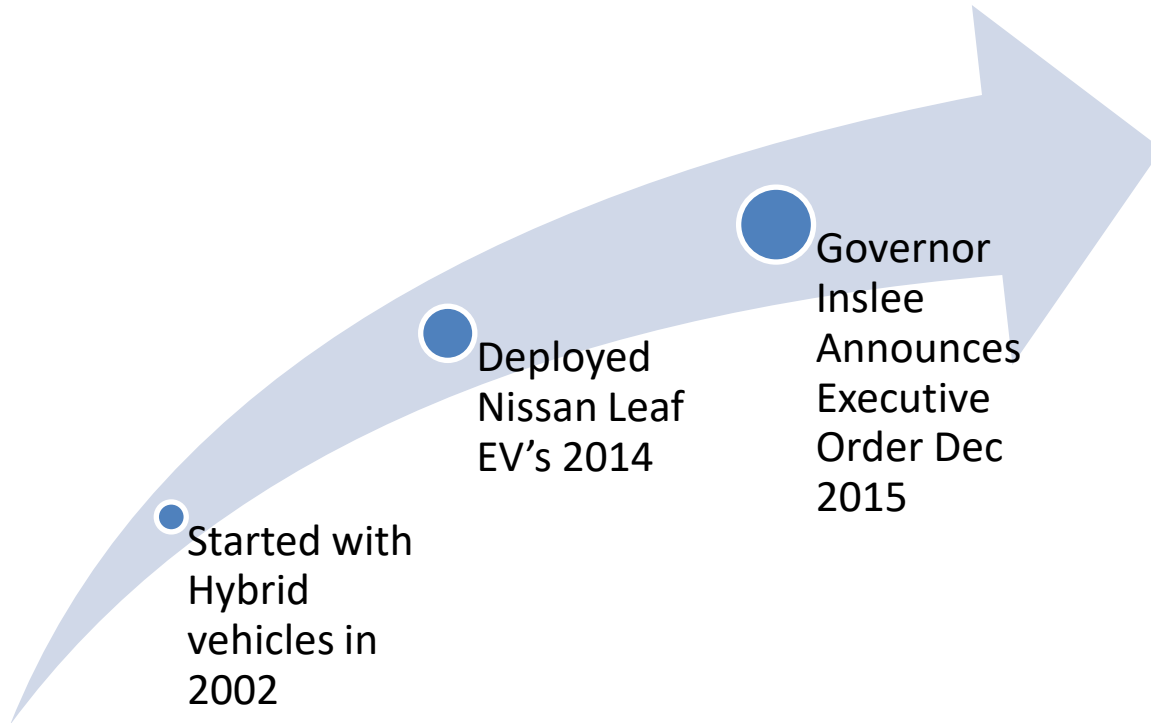 Started with
Hybrid
vehicles in
2002
Deployed
Nissan Leaf
EV’s 2014
Governor
Inslee
Announces
Executive
Order Dec
2015